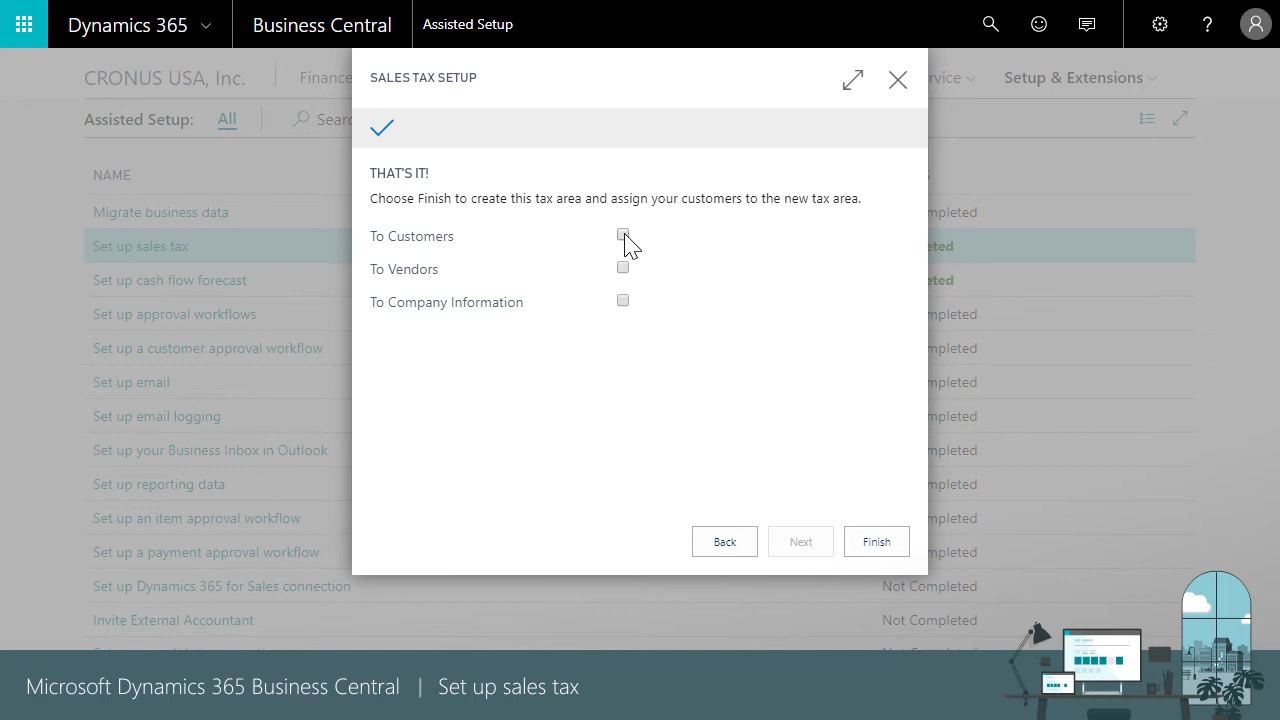 Dynamics 365 Business Central Assisted Setup
CRONUS USA, Inc. Finance Setup & Extensions
SALES TAX SETUP
Assisted Setup: All
NAME
THAT'S IT!
Choose Finish to create this tax area and assign your customers to the new tax area.
Migrate business data
To Customers
Set up sales tax
To Vendors
Set up cash flow forecast
To Company Information
Set up approval workflows
Set up a customer approval workflow
Set up email
Set up email logging
Set up your Business Inbox in Outlook
Set up reporting data
Set up an item approval workflow
Back Next Finish
Set up a payment approval workflow
Set up Dynamics 365 for Sales connection Not Completed
Invite External Accountant Not Completed
Microsoft Dynamics 365 Business Central | Set up sales tax